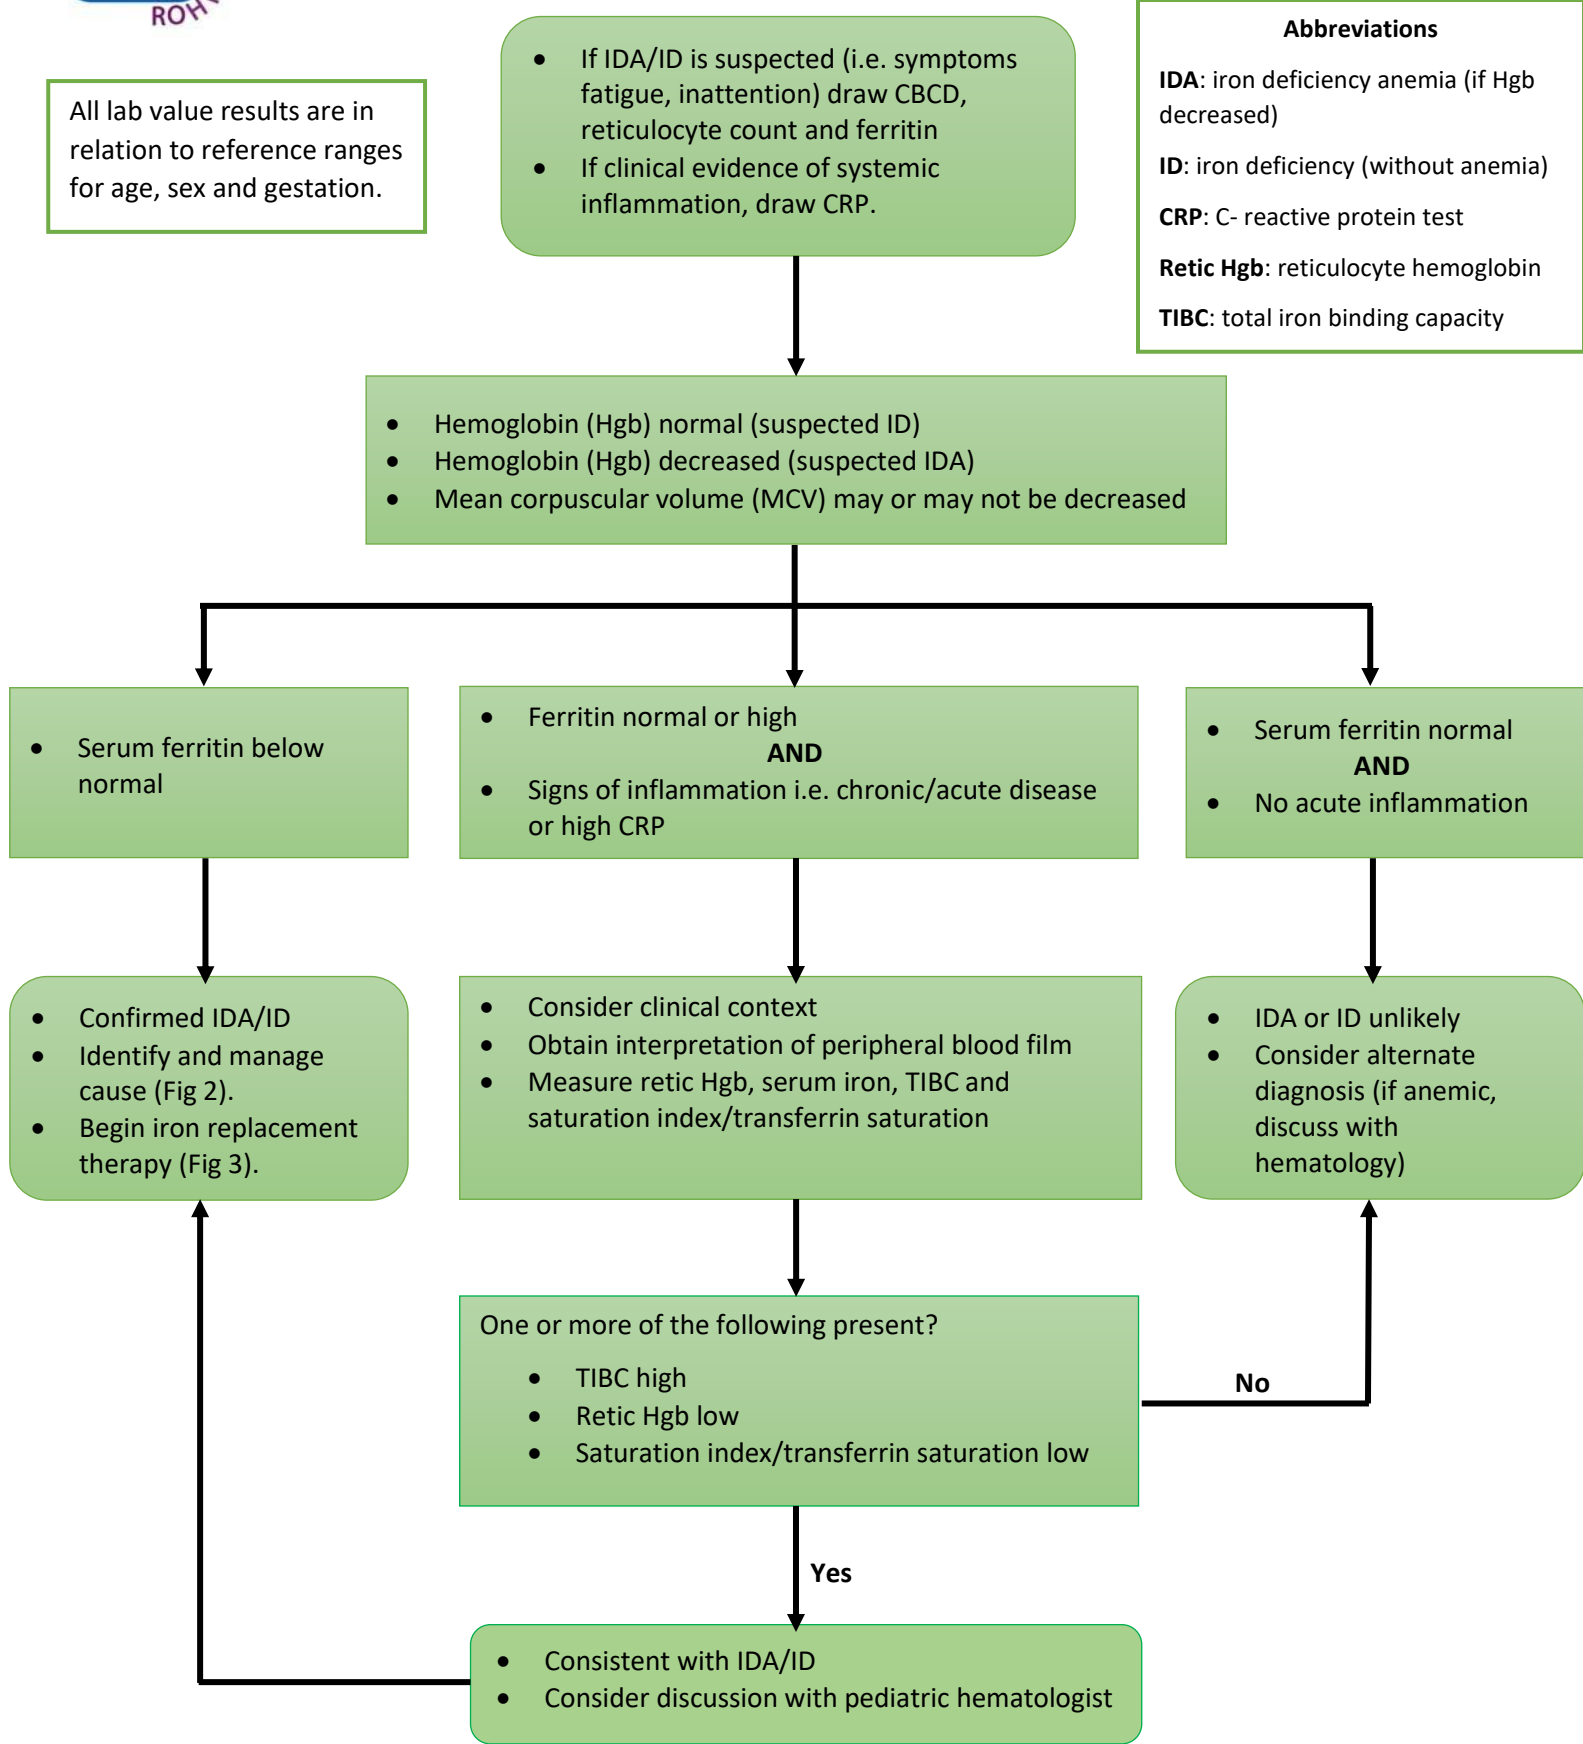 All lab value results are in
relation to reference ranges
for age, sex and gestation.
• If IDA/ID is suspected (i.e. symptoms
fatigue, inattention) draw CBCD,
reticulocyte count and ferritin
• If clinical evidence of systemic
inflammation, draw CRP.
Abbreviations
IDA: iron deficiency anemia (if Hgb
decreased)
ID: iron deficiency (without anemia)
CRP: C- reactive protein test
Retic Hgb: reticulocyte hemoglobin
TIBC: total iron binding capacity
• Hemoglobin (Hgb) normal (suspected ID)
• Hemoglobin (Hgb) decreased (suspected IDA)
• Mean corpuscular volume (MCV) may or may not be decreased
• Serum ferritin below
normal
• Ferritin normal or high
AND
• Signs of inflammation i.e. chronic/acute disease
or high CRP
• Serum ferritin normal
AND
• No acute inflammation
• Confirmed IDA/ID
• Identify and manage
cause (Fig 2).
• Begin iron replacement
therapy (Fig 3).
• Consider clinical context
• Obtain interpretation of peripheral blood film
• Measure retic Hgb, serum iron, TIBC and
saturation index/transferrin saturation
• IDA or ID unlikely
• Consider alternate
diagnosis (if anemic,
discuss with
hematology)
One or more of the following present?
• TIBC high
• Retic Hgb low
• Saturation index/transferrin saturation low
No
Yes
• Consistent with IDA/ID
• Consider discussion with pediatric hematologist